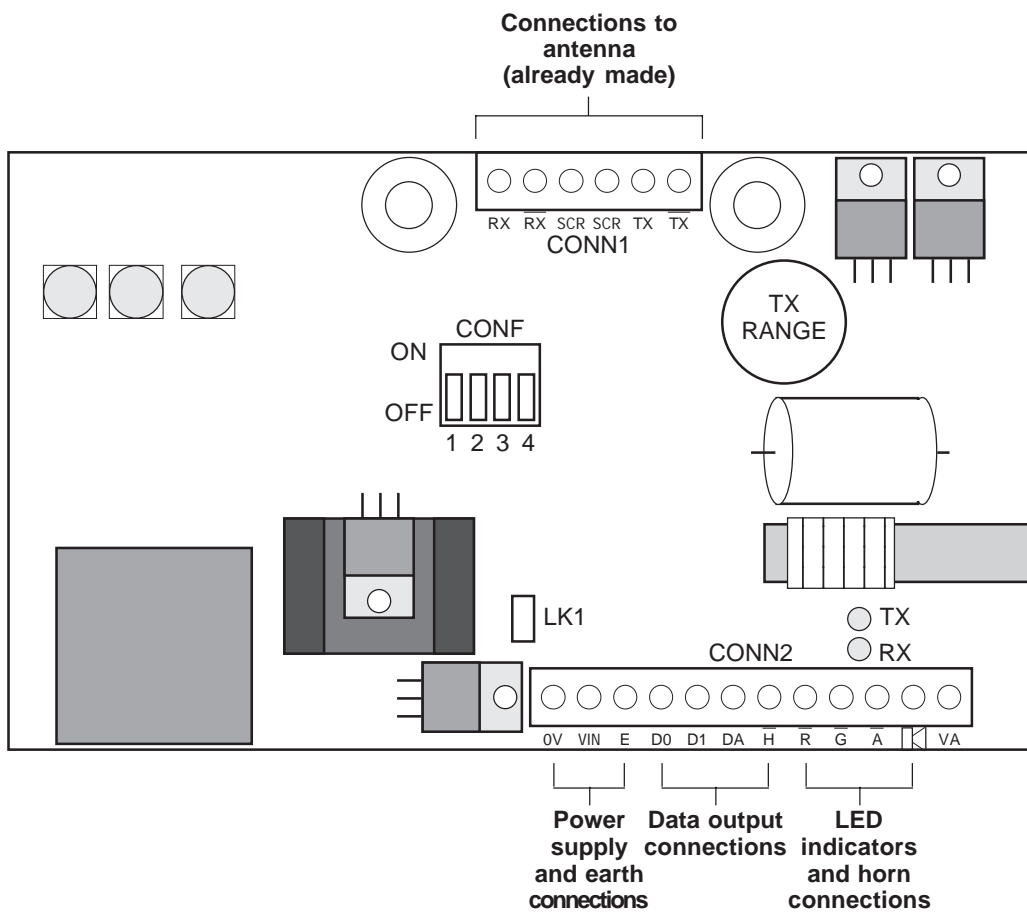 Connections to
antenna
(already made)
RX R̅X̅ SCR SCR TX T̅X̅
CONN1
TX
RANGE
CONF
ON
OFF
1 2 3 4
LK1
TX
CONN2
RX
0V VIN E D0 D1 DA H̅ R̅ G̅ A̅ VA
Power
supply
and earth
connections
Data output
connections
LED
indicators
and horn
connections